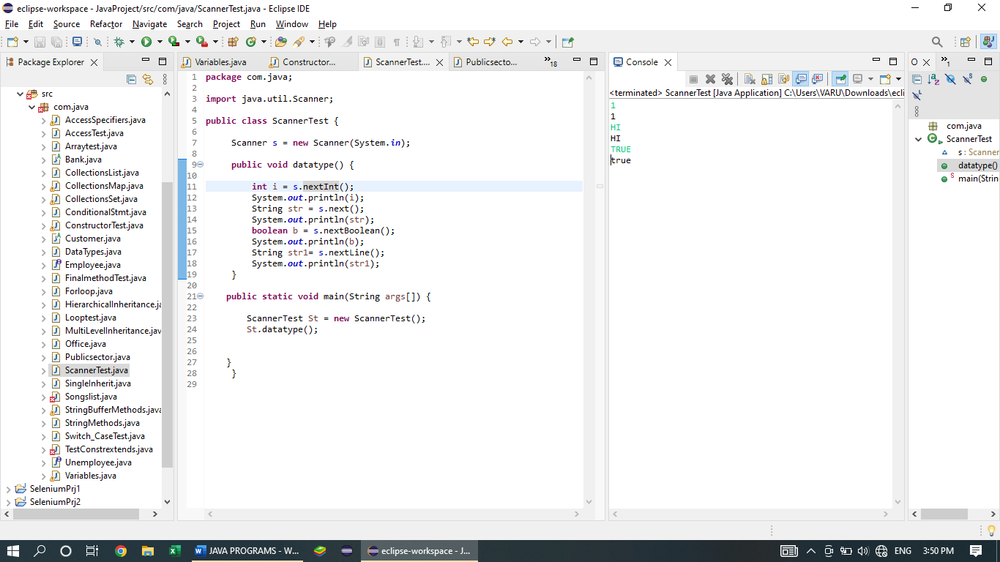 eclipse-workspace - JavaProject/src/com/java/ScannerTest.java - Eclipse IDE
File Edit Source Refactor Navigate Search Project Run Window Help
Package Explorer
src
com.java
AccessSpecifiers.java
AccessTest.java
Arraytest.java
Bank.java
CollectionsList.java
CollectionsMap.java
CollectionsSet.java
ConditionalStmt.java
ConstructorTest.java
Customer.java
DataTypes.java
Employee.java
FinalmethodTest.java
Forloop.java
HierarchicalInheritance.ja
Looptest.java
MultiLevelInheritance.jav
Office.java
Publicsector.java
ScannerTest.java
SingleInherit.java
Songslist.java
StringBufferMethods.java
StringMethods.java
Switch_CaseTest.java
TestConstrextends.java
Unemployee.java
Variables.java
SeleniumPrj1
SeleniumPrj2
Variables.java Constructor... ScannerTest.... Publicsecto... 18
1 package com.java;
2
3 import java.util.Scanner;
4
5 public class ScannerTest {
6
7 Scanner s = new Scanner(System.in);
8
9 public void datatype() {
10
11 int i = s.nextInt();
12 System.out.println(i);
13 String str = s.next();
14 System.out.println(str);
15 boolean b = s.nextBoolean();
16 System.out.println(b);
17 String str1= s.nextLine();
18 System.out.println(str1);
19 }
20
21 public static void main(String args[]) {
22
23 ScannerTest St = new ScannerTest();
24 St.datatype();
25
26
27 }
28 }
29
Console
<terminated> ScannerTest [Java Application] C:\Users\VARU\Downloads\ecli
1
1
HI
HI
TRUE
true
O 1
com.java
ScannerTest
s : Scanner
datatype()
main(Strin
JAVA PROGRAMS - W...
eclipse-workspace - J...
ENG 3:50 PM